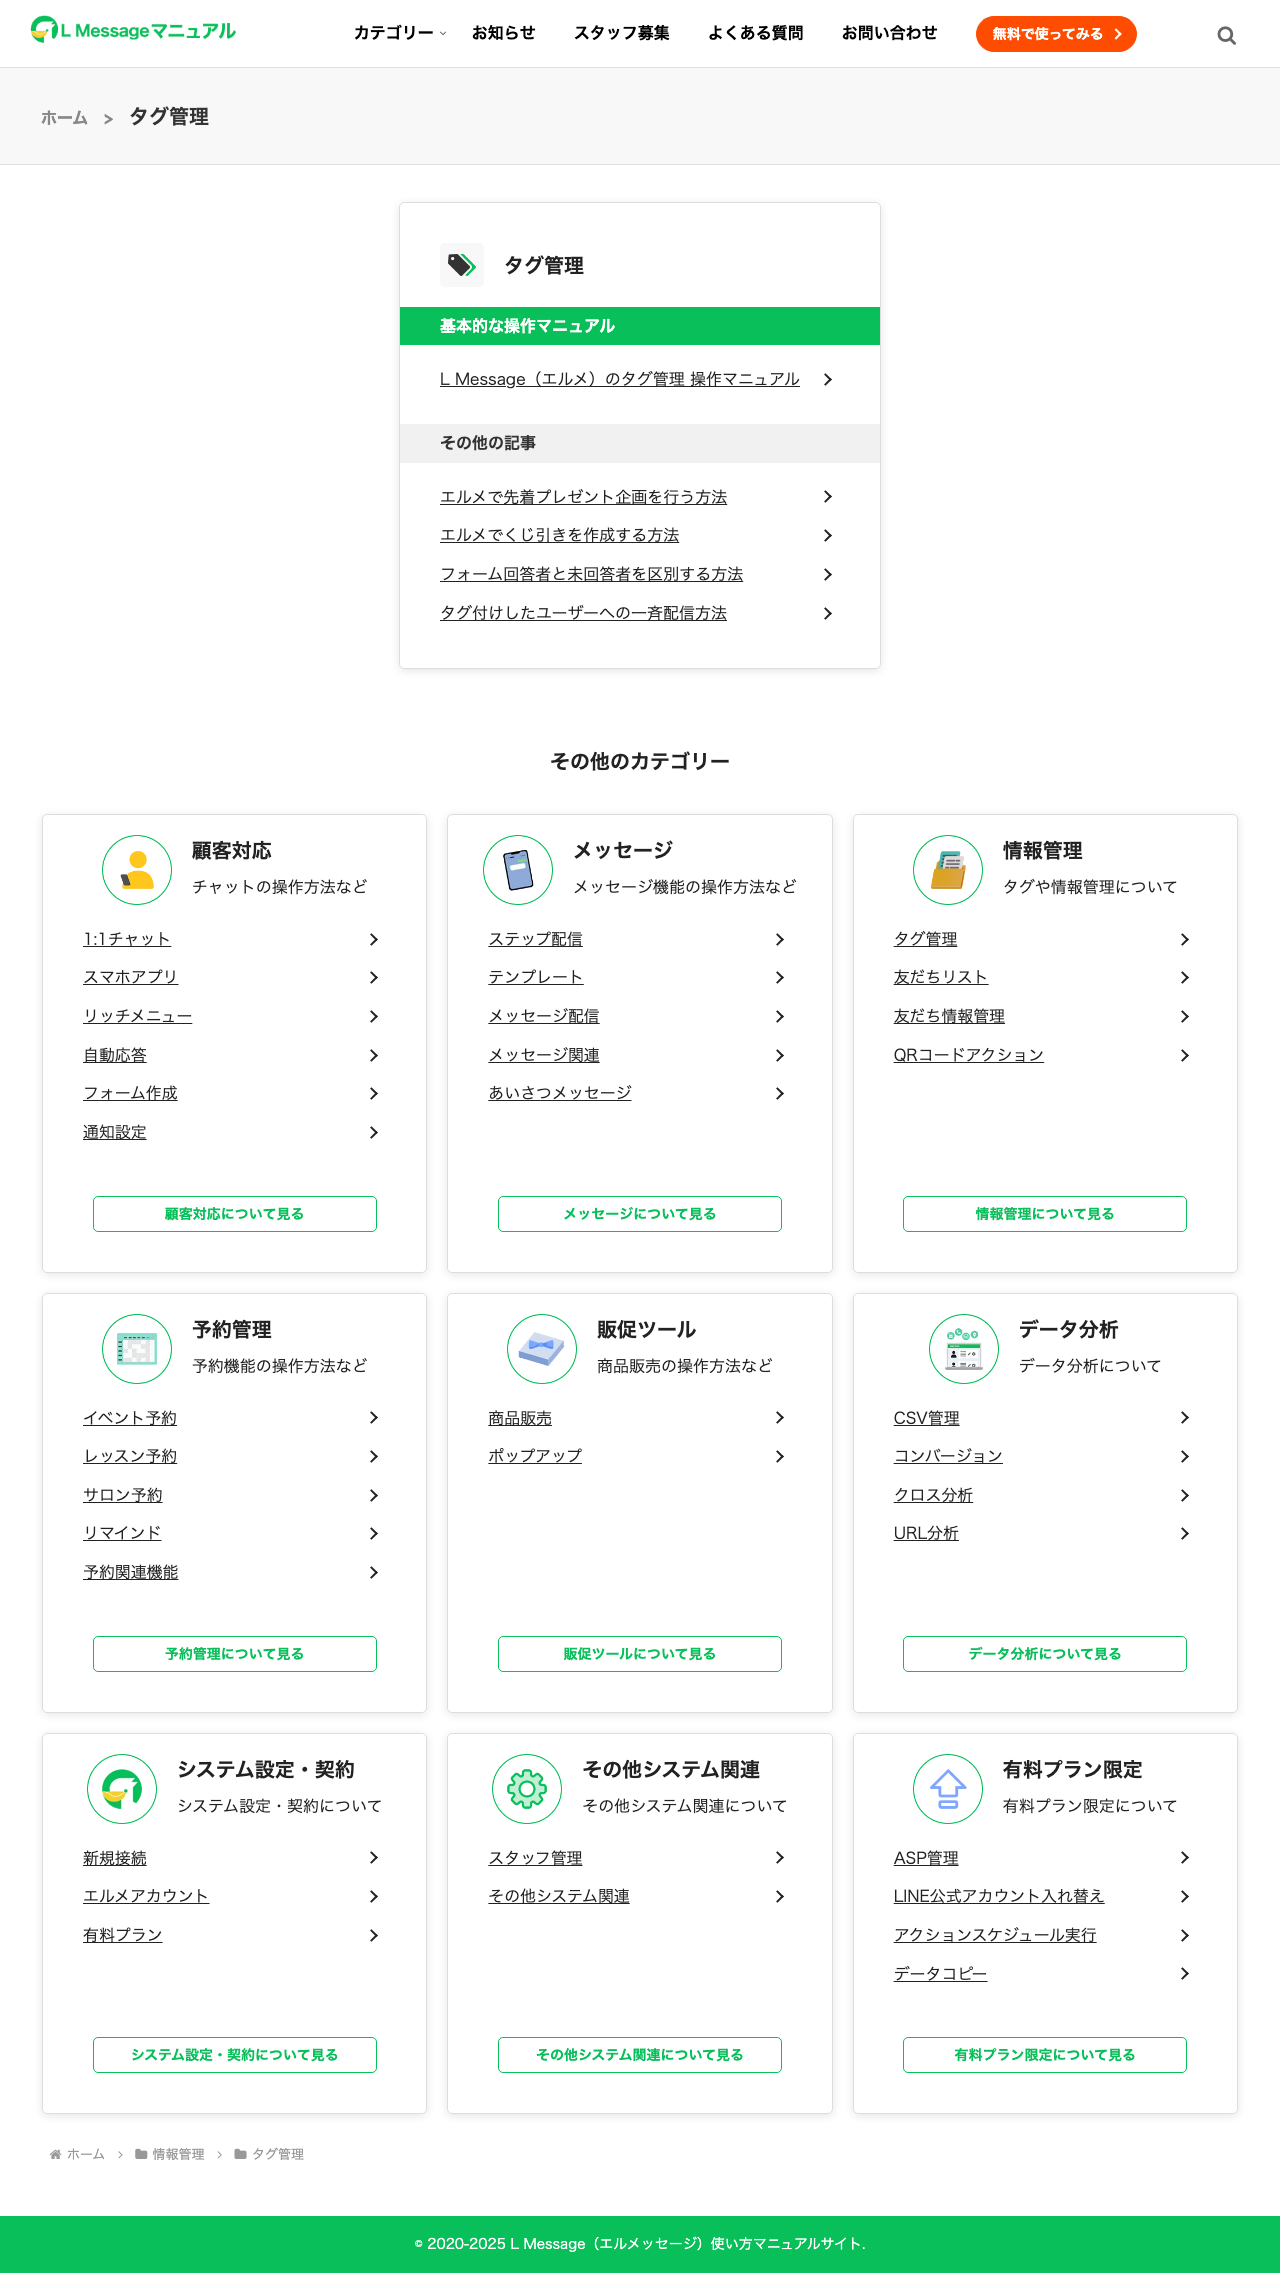 L Messageマニュアル
カテゴリー お知らせ スタッフ募集 よくある質問 お問い合わせ 無料で使ってみる
ホーム > タグ管理
タグ管理
基本的な操作マニュアル
L Message（エルメ）のタグ管理 操作マニュアル
その他の記事
エルメで先着プレゼント企画を行う方法
エルメでくじ引きを作成する方法
フォーム回答者と未回答者を区別する方法
タグ付けしたユーザーへの一斉配信方法
その他のカテゴリー
顧客対応
チャットの操作方法など
1:1チャット
スマホアプリ
リッチメニュー
自動応答
フォーム作成
通知設定
顧客対応について見る
メッセージ
メッセージ機能の操作方法など
ステップ配信
テンプレート
メッセージ配信
メッセージ関連
あいさつメッセージ
メッセージについて見る
情報管理
タグや情報管理について
タグ管理
友だちリスト
友だち情報管理
QRコードアクション
情報管理について見る
予約管理
予約機能の操作方法など
イベント予約
レッスン予約
サロン予約
リマインド
予約関連機能
予約管理について見る
販促ツール
商品販売の操作方法など
商品販売
ポップアップ
販促ツールについて見る
データ分析
データ分析について
CSV管理
コンバージョン
クロス分析
URL分析
データ分析について見る
システム設定・契約
システム設定・契約について
新規接続
エルメアカウント
有料プラン
システム設定・契約について見る
その他システム関連
その他システム関連について
スタッフ管理
その他システム関連
その他システム関連について見る
有料プラン限定
有料プラン限定について
ASP管理
LINE公式アカウント入れ替え
アクションスケジュール実行
データコピー
有料プラン限定について見る
ホーム > 情報管理 > タグ管理
© 2020-2025 L Message（エルメッセージ）使い方マニュアルサイト.